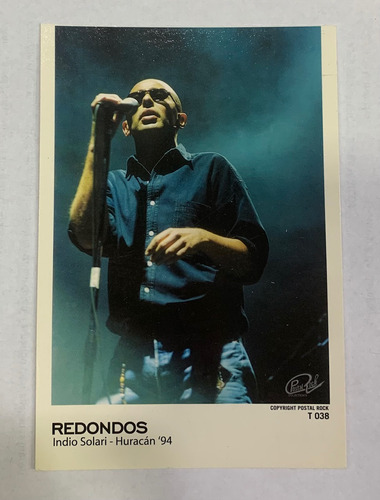 COPYRIGHT POSTAL ROCK
T 038
REDONDOS
Indio Solari - Huracán '94